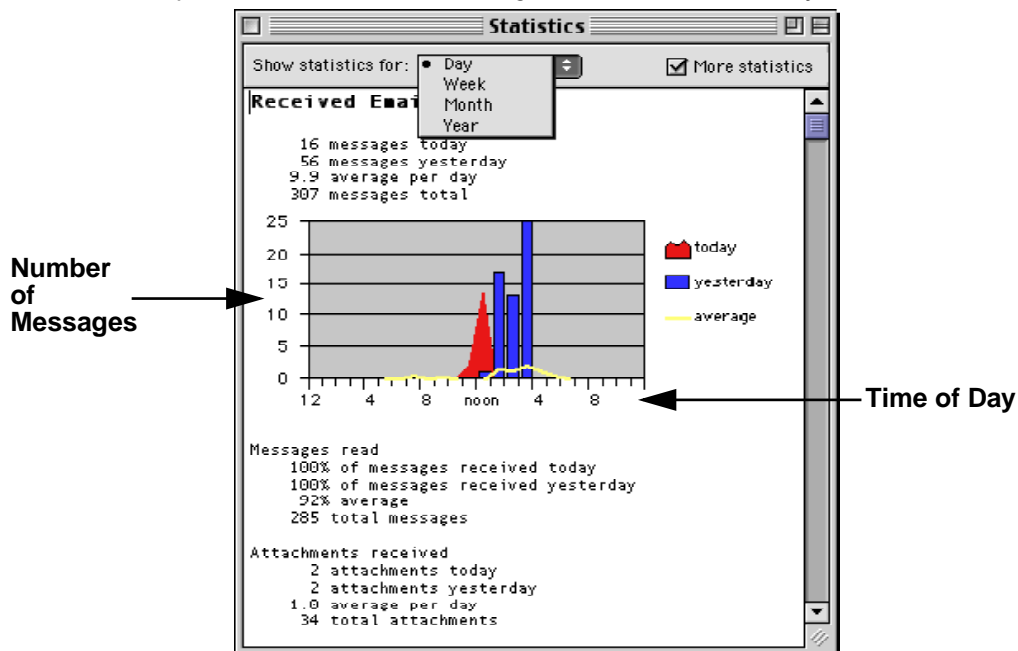 Statistics
Show statistics for: • Day
More statistics
Week
Month
Year
Received Emai
16 messages today
56 messages yesterday
9.9 average per day
307 messages total
25
20
15
10
5
0
12 4 8 noon 4 8
today
yesterday
average
Number
of
Messages
Time of Day
Messages read
100% of messages received today
100% of messages received yesterday
92% average
285 total messages
Attachments received
2 attachments today
2 attachments yesterday
1.0 average per day
34 total attachments